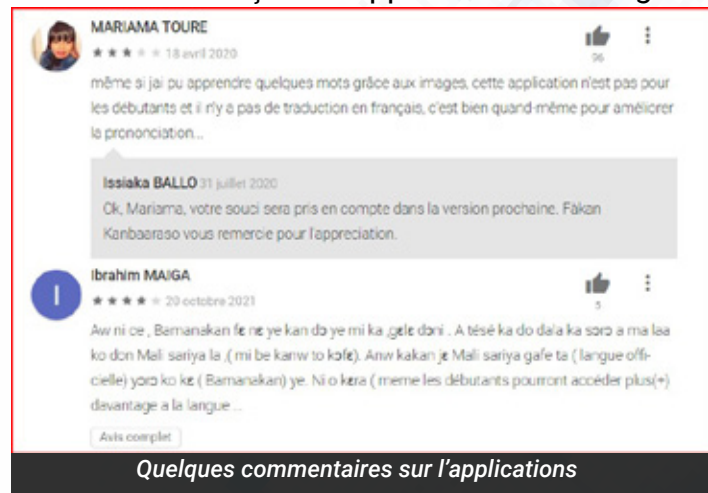 MARIAMA TOURE
18 avril 2020
96
même si jai pu apprendre quelques mots grâce aux images, cette application n'est pas pour
les débutants et il n'y a pas de traduction en français, c'est bien quand-même pour améliorer
la prononciation...
Issiaka BALLO 31 juillet 2020
Ok, Mariama, votre souci sera pris en compte dans la version prochaine. Fàkan
Kanbaaraso vous remercie pour l'appreciation.
I
Ibrahim MAIGA
20 octobre 2021
5
Aw ni ce , Bamanakan fɛ nɛ ye kan dɔ ye mi ka ,gɛlɛ dɔni . A tésé ka do dala ka sɔrɔ a ma laa
ko don Mali sariya la ,( mi be kanw to kɔfɛ). Anw kakan jɛ Mali sariya gafe ta ( langue offi-
cielle) yɔrɔ ko kɛ ( Bamanakan) ye. Ni o kɛra ( meme les débutants pourront accéder plus(+)
davantage a la langue ...
Avis complet
Quelques commentaires sur l'applications